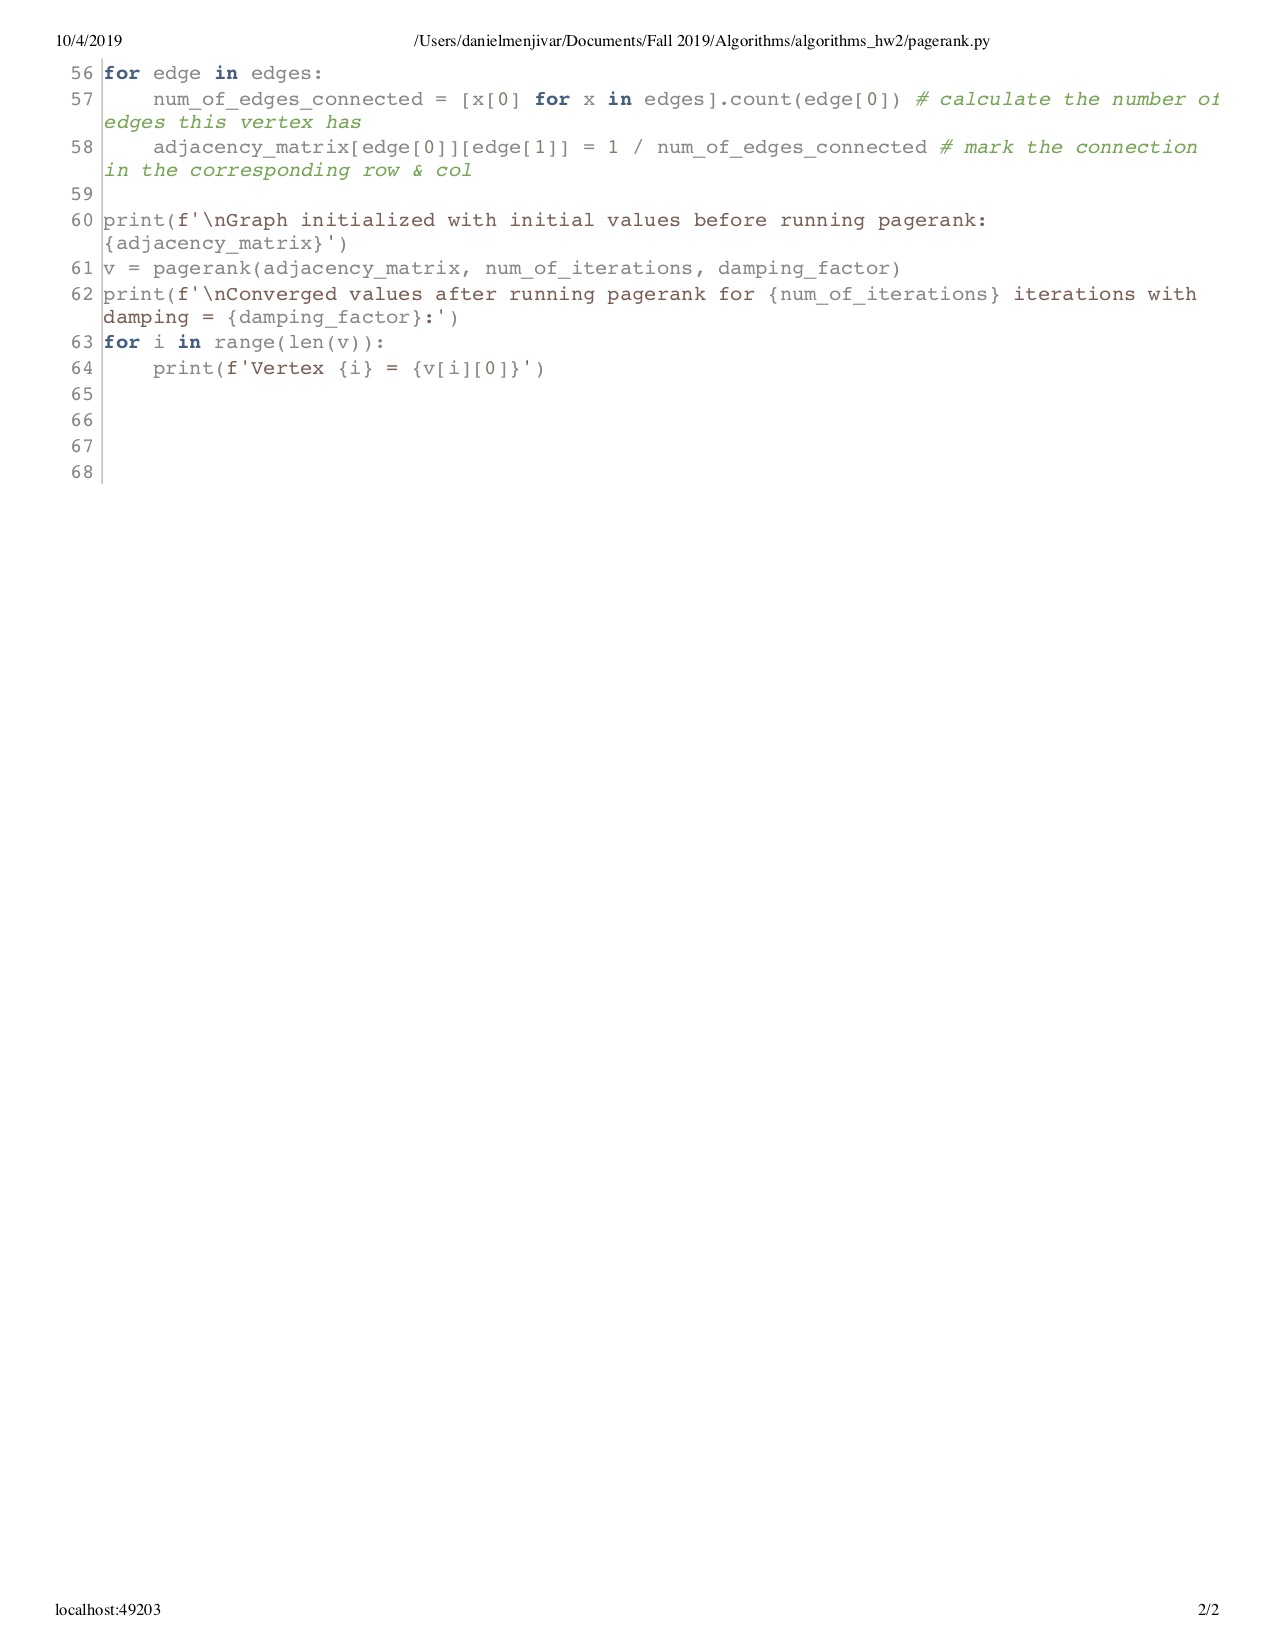 10/4/2019 /Users/danielmenjivar/Documents/Fall 2019/Algorithms/algorithms_hw2/pagerank.py
56 for edge in edges:
57     num_of_edges_connected = [x[0] for x in edges].count(edge[0]) # calculate the number of
edges this vertex has
58     adjacency_matrix[edge[0]][edge[1]] = 1 / num_of_edges_connected # mark the connection
in the corresponding row & col
59
60 print(f'\nGraph initialized with initial values before running pagerank:
{adjacency_matrix}')
61 v = pagerank(adjacency_matrix, num_of_iterations, damping_factor)
62 print(f'\nConverged values after running pagerank for {num_of_iterations} iterations with
damping = {damping_factor}:')
63 for i in range(len(v)):
64     print(f'Vertex {i} = {v[i][0]}')
65
66
67
68
localhost:49203 2/2